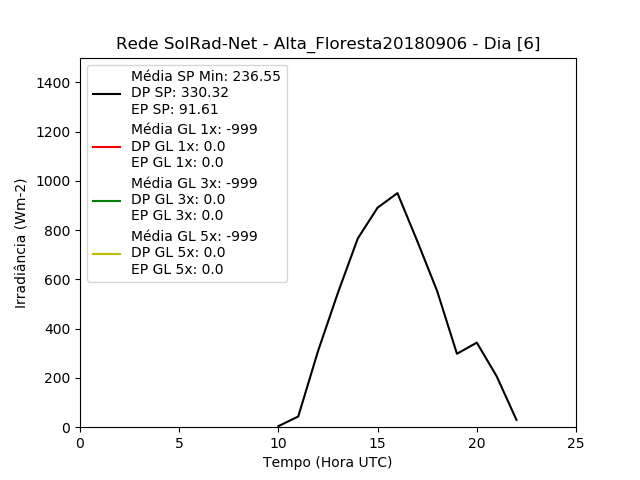 Rede SolRad-Net - Alta_Floresta20180906 - Dia [6]
Média SP Min: 236.55
DP SP: 330.32
EP SP: 91.61
Média GL 1x: -999
DP GL 1x: 0.0
EP GL 1x: 0.0
Média GL 3x: -999
DP GL 3x: 0.0
EP GL 3x: 0.0
Média GL 5x: -999
DP GL 5x: 0.0
EP GL 5x: 0.0
Irradiância (Wm-2)
1400
1200
1000
800
600
400
200
0
0 5 10 15 20 25
Tempo (Hora UTC)